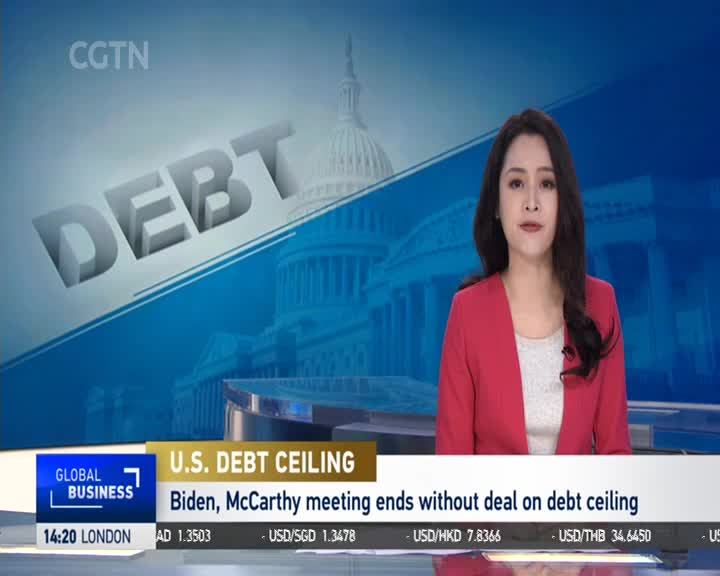 CGTN
DEBT
U.S. DEBT CEILING
GLOBAL
BUSINESS
Biden, McCarthy meeting ends without deal on debt ceiling
14:20 LONDON
AD 1.3503 - USD/SGD 1.3478 - USD/HKD 7.8366 - USD/THB 34.6450 - US